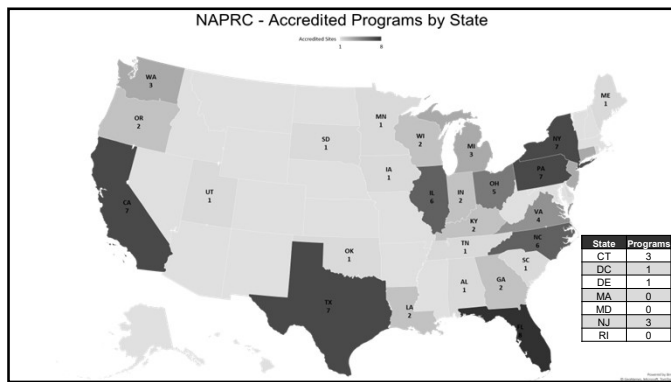 NAPRC - Accredited Programs by State
Accredited Sites
1 8
WA
3
OR
2
CA
7
UT
1
SD
1
MN
1
IA
1
WI
2
MI
3
IL
6
IN
2
OH
5
KY
2
TN
1
OK
1
TX
7
LA
2
AL
1
GA
2
SC
1
NC
6
VA
4
PA
7
NY
7
ME
1
FL
State Programs
CT 3
DC 1
DE 1
MA 0
MD 0
NJ 3
RI 0